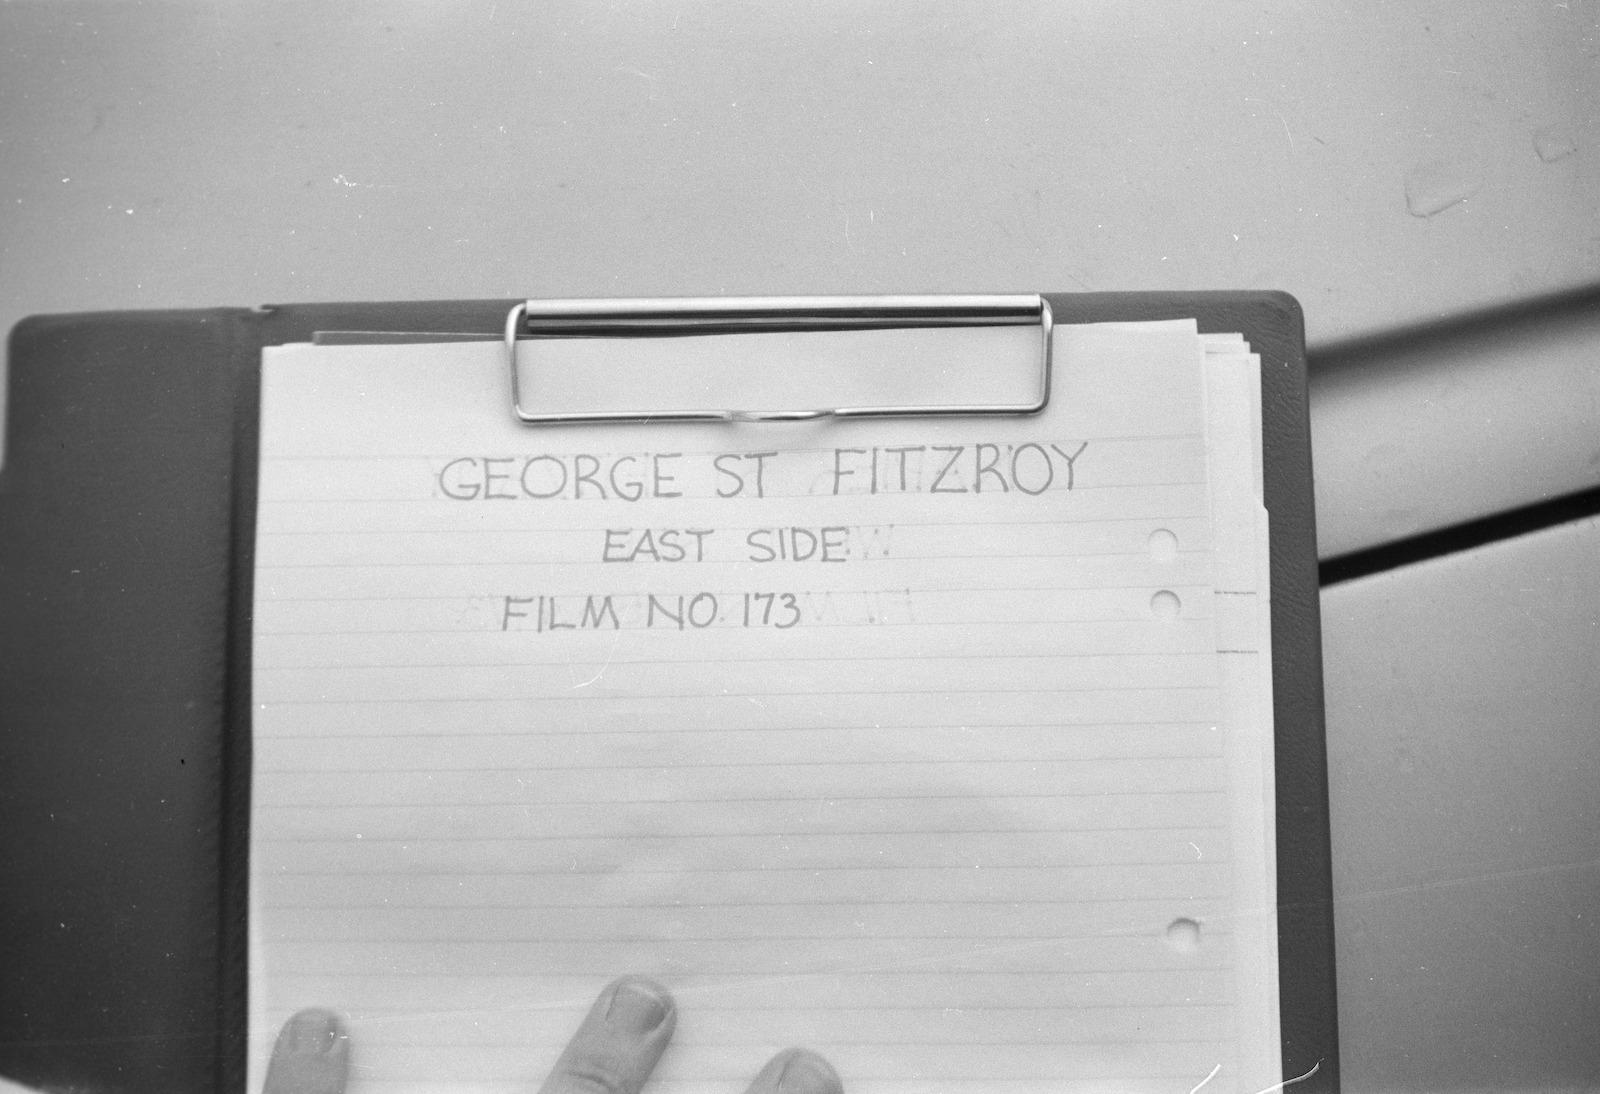 GEORGE ST FITZROY
EAST SIDE
FILM NO. 173